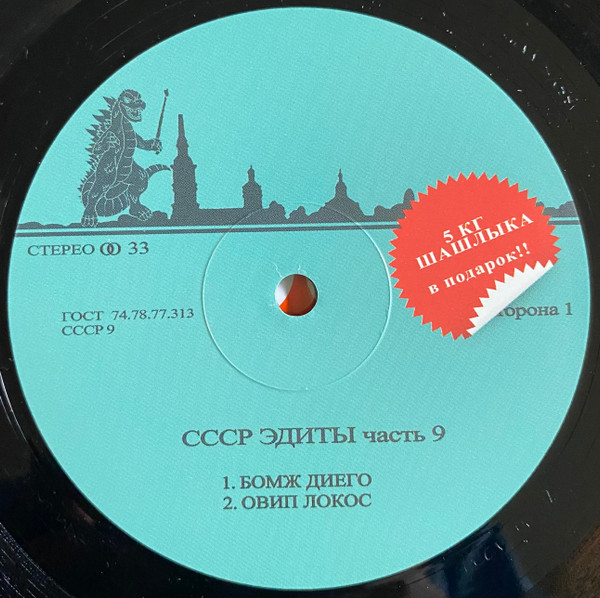 СТЕРЕО 33
5 КГ
ШАШЛЫКА
в подарок!!
ГОСТ 74.78.77.313
СССР 9
торона 1
СССР ЭДИТЫ часть 9
1. БОМЖ ДИЕГО
2. ОВИП ЛОКОС